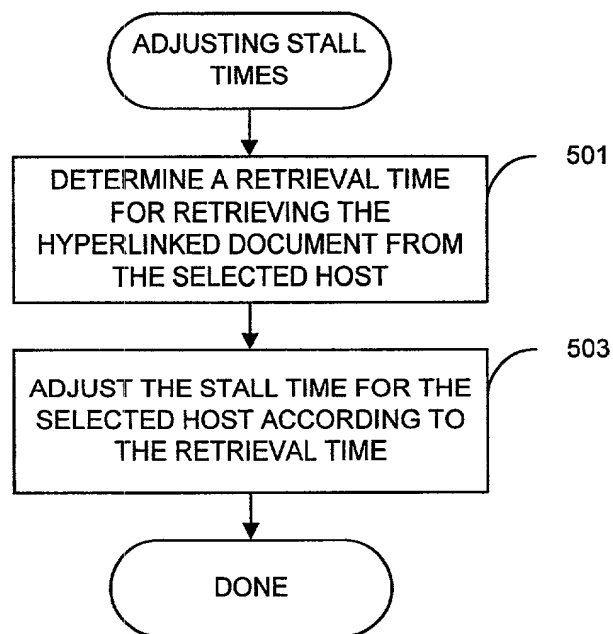 ADJUSTING STALL
TIMES
501
DETERMINE A RETRIEVAL TIME
FOR RETRIEVING THE
HYPERLINKED DOCUMENT FROM
THE SELECTED HOST
503
ADJUST THE STALL TIME FOR THE
SELECTED HOST ACCORDING TO
THE RETRIEVAL TIME
DONE